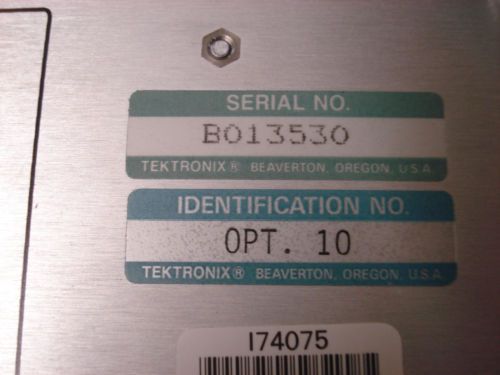 SERIAL NO.
B013530
TEKTRONIX® BEAVERTON, OREGON, U.S.A.
IDENTIFICATION NO.
OPT. 10
TEKTRONIX® BEAVERTON, OREGON, U.S.A.
I74075